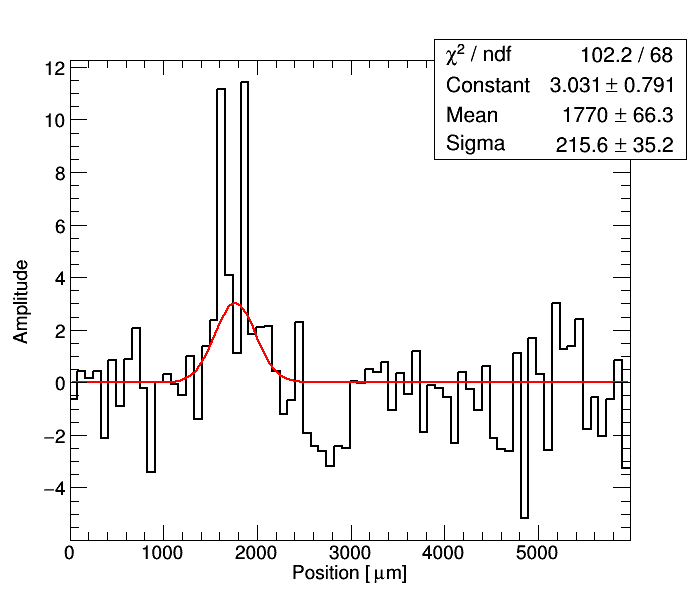 χ² / ndf 102.2 / 68
Constant 3.031 ± 0.791
Mean 1770 ± 66.3
Sigma 215.6 ± 35.2
12
10
8
6
4
2
0
−2
−4
Amplitude
0 1000 2000 3000 4000 5000
Position [ μm]